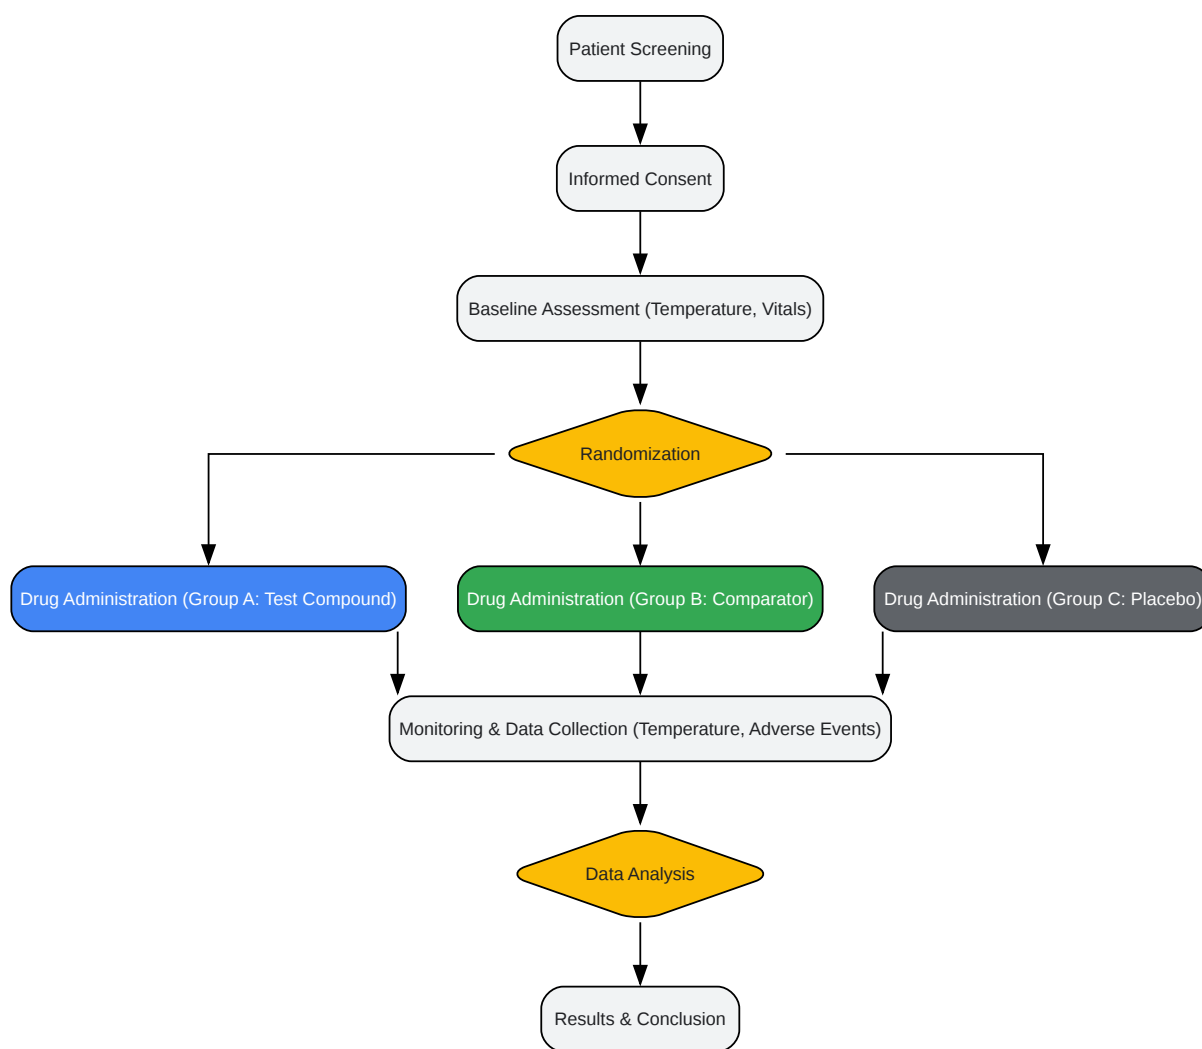 Patient Screening
Informed Consent
Baseline Assessment (Temperature, Vitals)
Randomization
Drug Administration (Group A: Test Compound)
Drug Administration (Group B: Comparator)
Drug Administration (Group C: Placebo)
Monitoring & Data Collection (Temperature, Adverse Events)
Data Analysis
Results & Conclusion